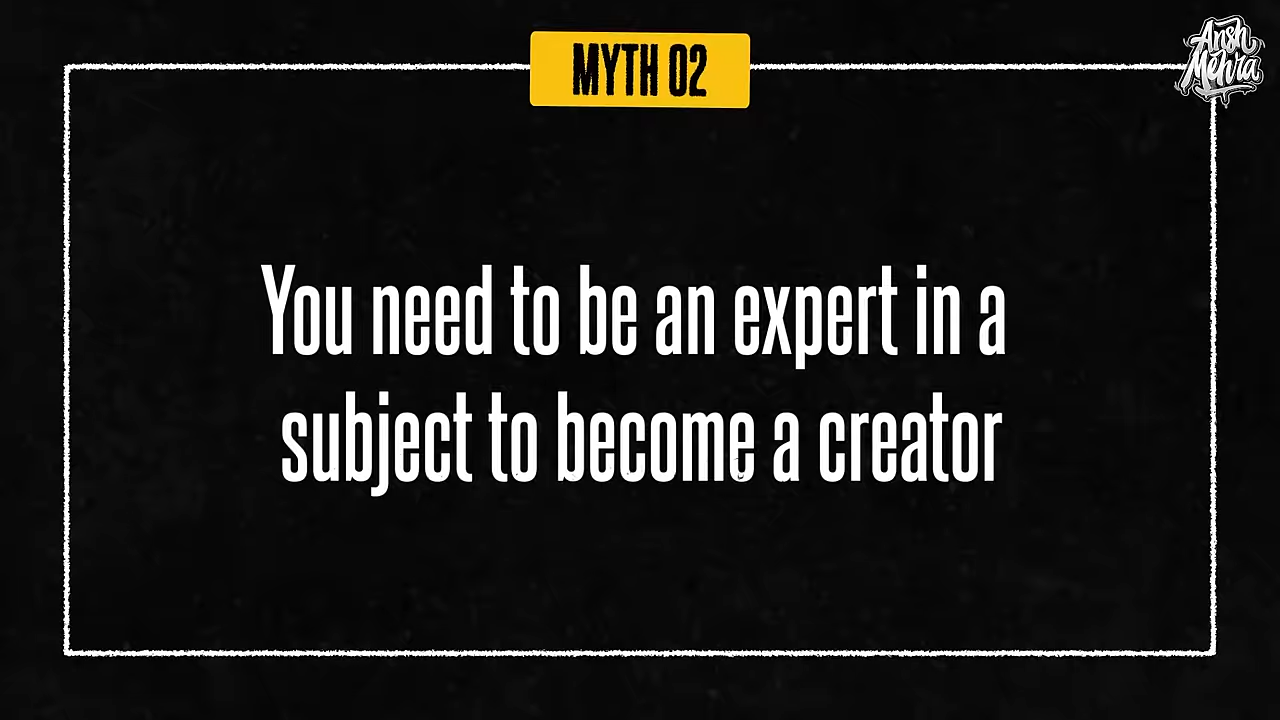 MYTH 02
Ansh
Mehra
You need to be an expert in a
subject to become a creator